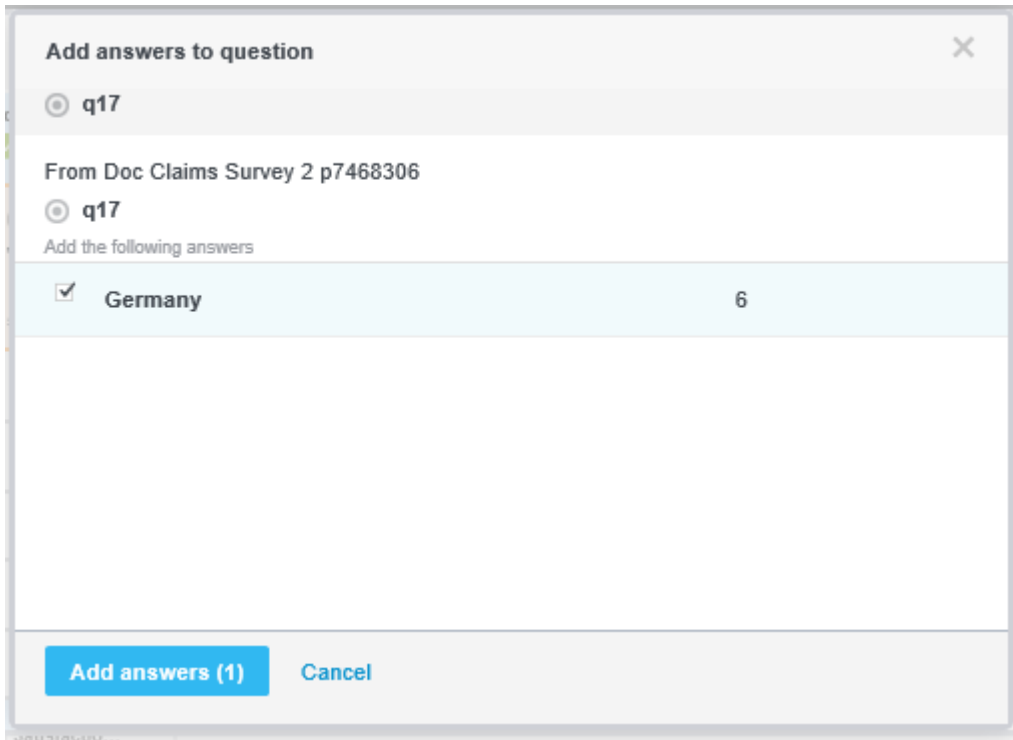 Add answers to question
q17
From Doc Claims Survey 2 p7468306
q17
Add the following answers
Germany 6
Add answers (1) Cancel